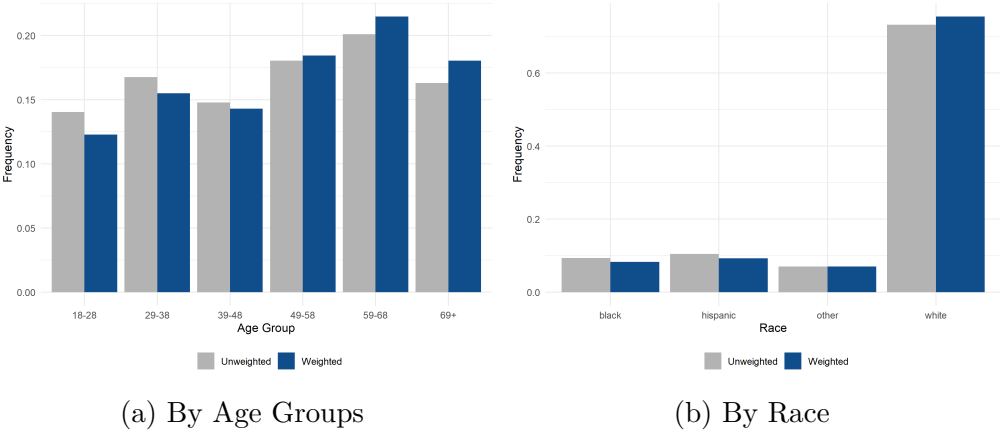 0.20
0.15
0.10
0.05
0.00
Frequency
18-28 29-38 39-48 49-58 59-68 69+
Age Group
Unweighted Weighted
(a) By Age Groups
0.6
0.4
0.2
0.0
Frequency
black hispanic other white
Race
Unweighted Weighted
(b) By Race